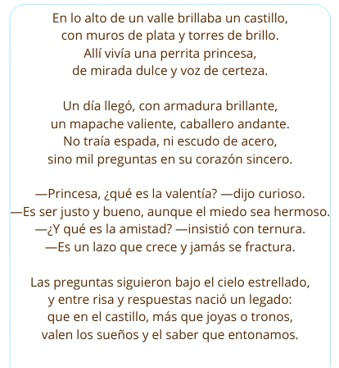 En lo alto de un valle brillaba un castillo,
con muros de plata y torres de brillo.
Allí vivía una perrita princesa,
de mirada dulce y voz de certeza.

Un día llegó, con armadura brillante,
un mapache valiente, caballero andante.
No traía espada, ni escudo de acero,
sino mil preguntas en su corazón sincero.

—Princesa, ¿qué es la valentía? —dijo curioso.
—Es ser justo y bueno, aunque el miedo sea hermoso.
—¿Y qué es la amistad? —insistió con ternura.
—Es un lazo que crece y jamás se fractura.

Las preguntas siguieron bajo el cielo estrellado,
y entre risa y respuestas nació un legado:
que en el castillo, más que joyas o tronos,
valen los sueños y el saber que entonamos.